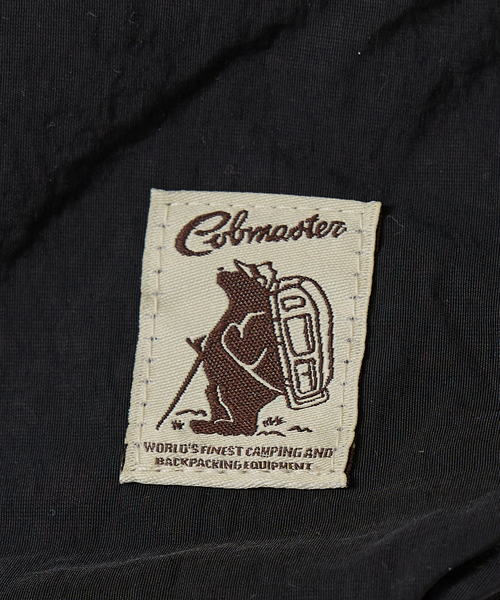 Cobmaster
WORLD'S FINEST CAMPING AND
BACKPACKING EQUIPMENT